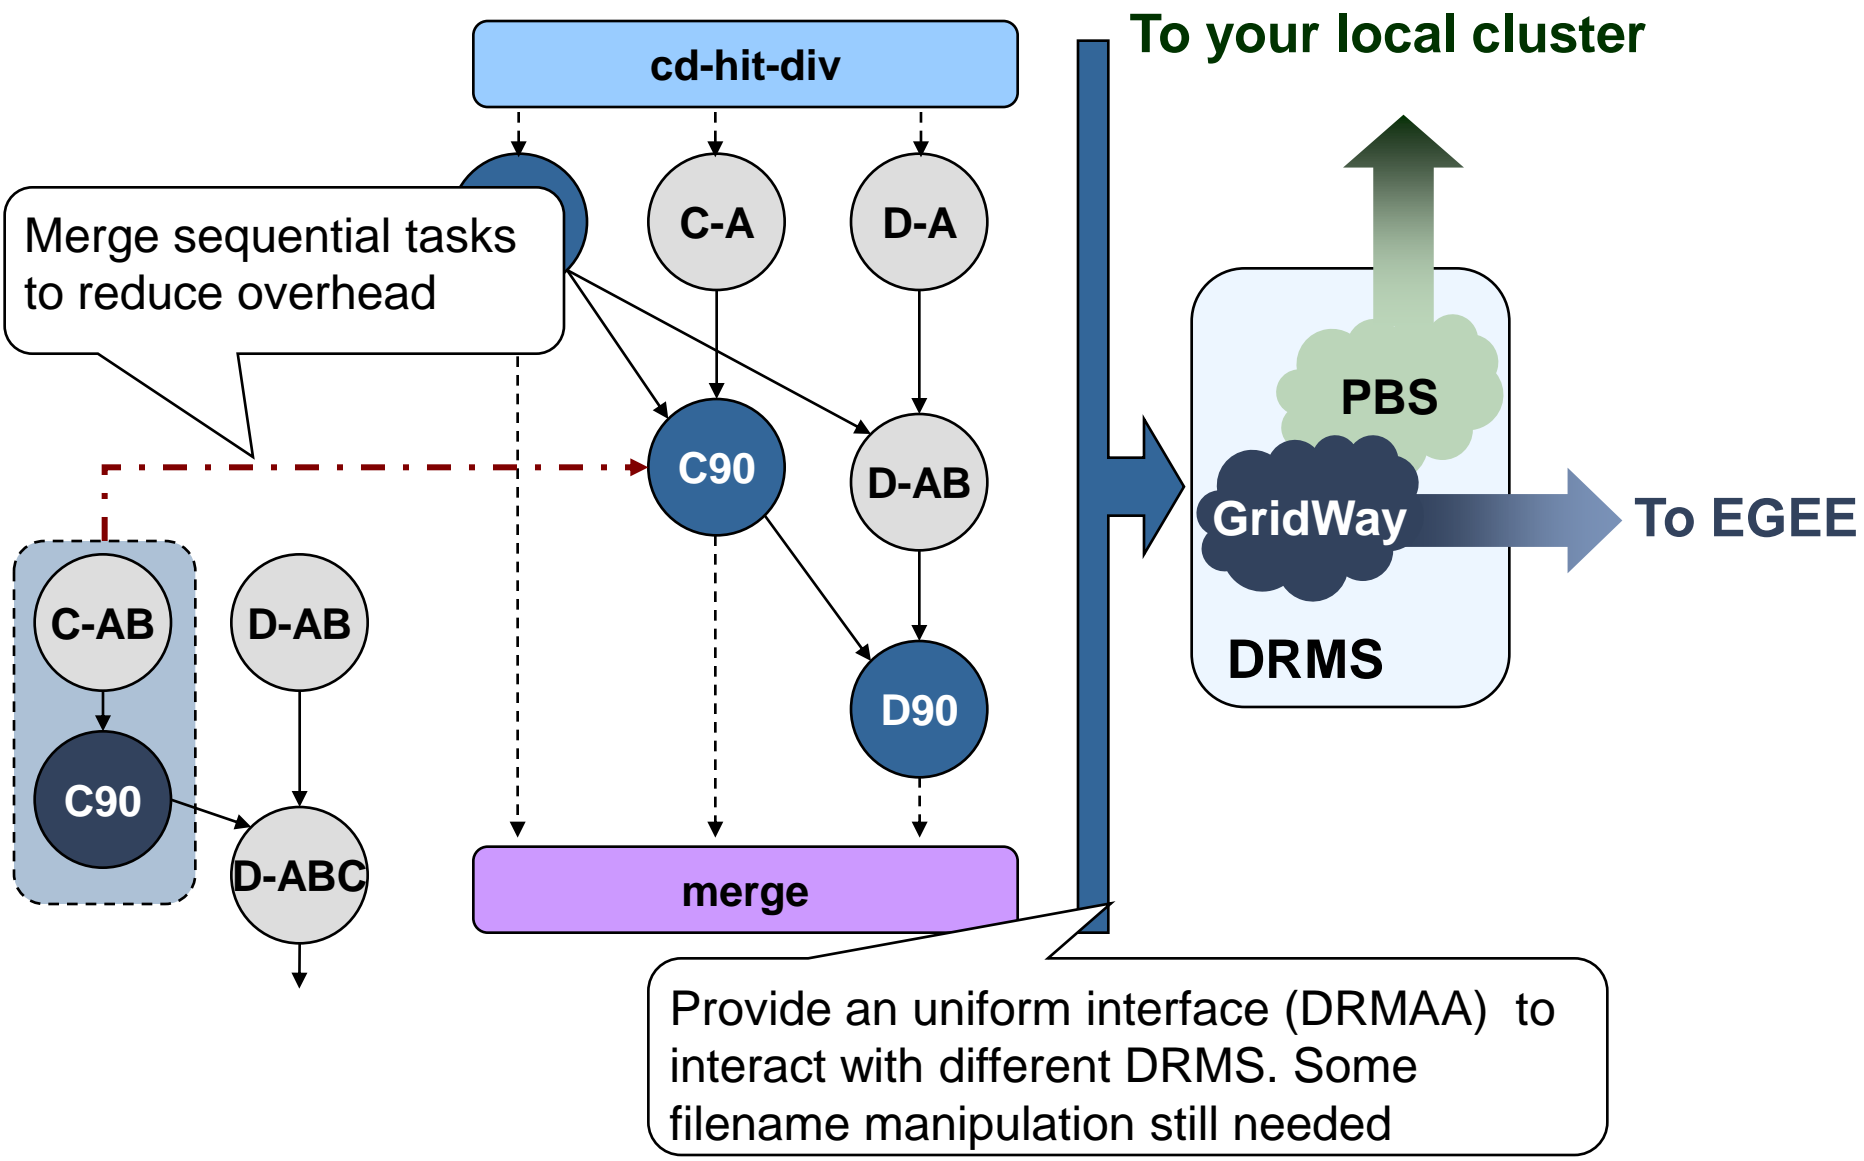 To your local cluster
cd-hit-div
C-A
D-A
Merge sequential tasks
to reduce overhead
PBS
C90
D-AB
GridWay
To EGEE
C-AB
D-AB
DRMS
D90
C90
D-ABC
merge
Provide an uniform interface (DRMAA)  to
interact with different DRMS. Some
filename manipulation still needed